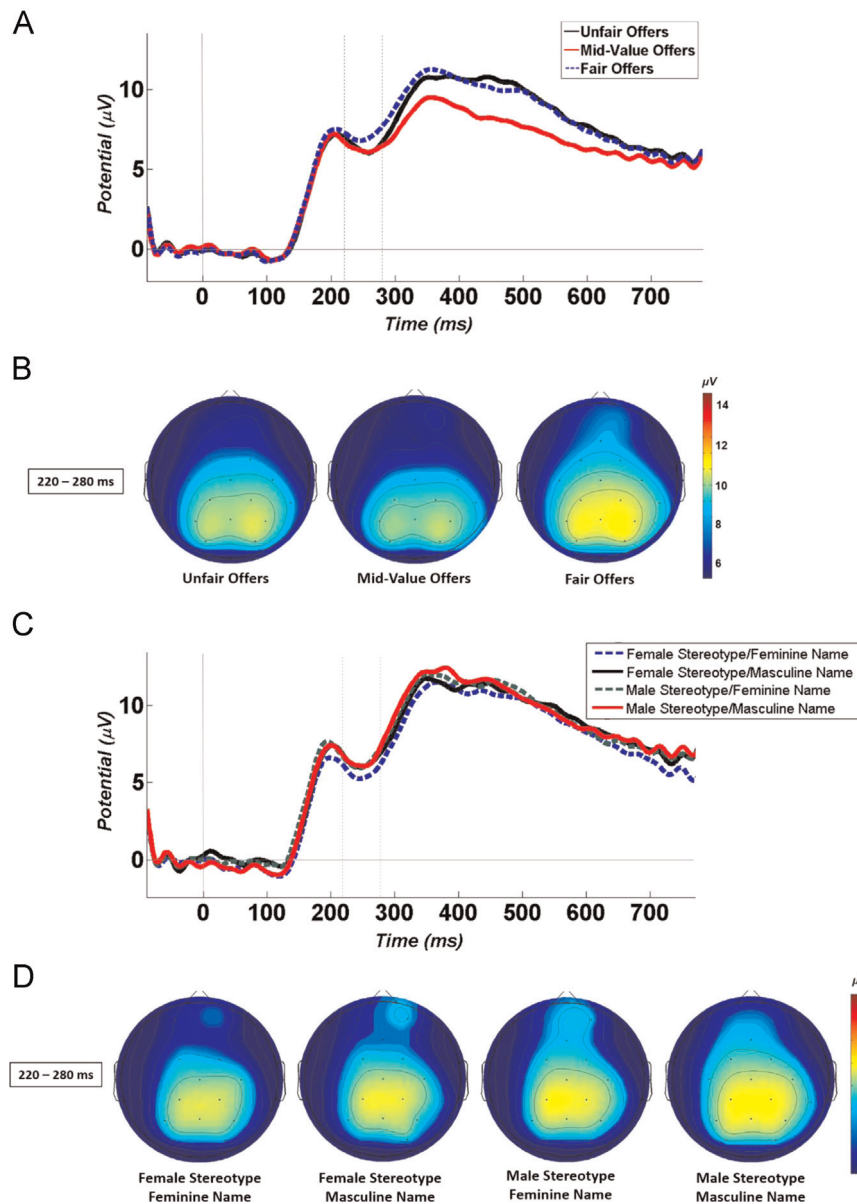 A
Unfair Offers
Mid-Value Offers
Fair Offers
Potential (μV)
10
5
0
0 100 200 300 400 500 600 700
Time (ms)
B
μV
14
12
10
8
6
220 – 280 ms
Unfair Offers
Mid-Value Offers
Fair Offers
C
Female Stereotype/Feminine Name
Female Stereotype/Masculine Name
Male Stereotype/Feminine Name
Male Stereotype/Masculine Name
Potential (μV)
10
5
0
0 100 200 300 400 500 600 700
Time (ms)
D
μ
220 – 280 ms
Female Stereotype
Feminine Name
Female Stereotype
Masculine Name
Male Stereotype
Feminine Name
Male Stereotype
Masculine Name